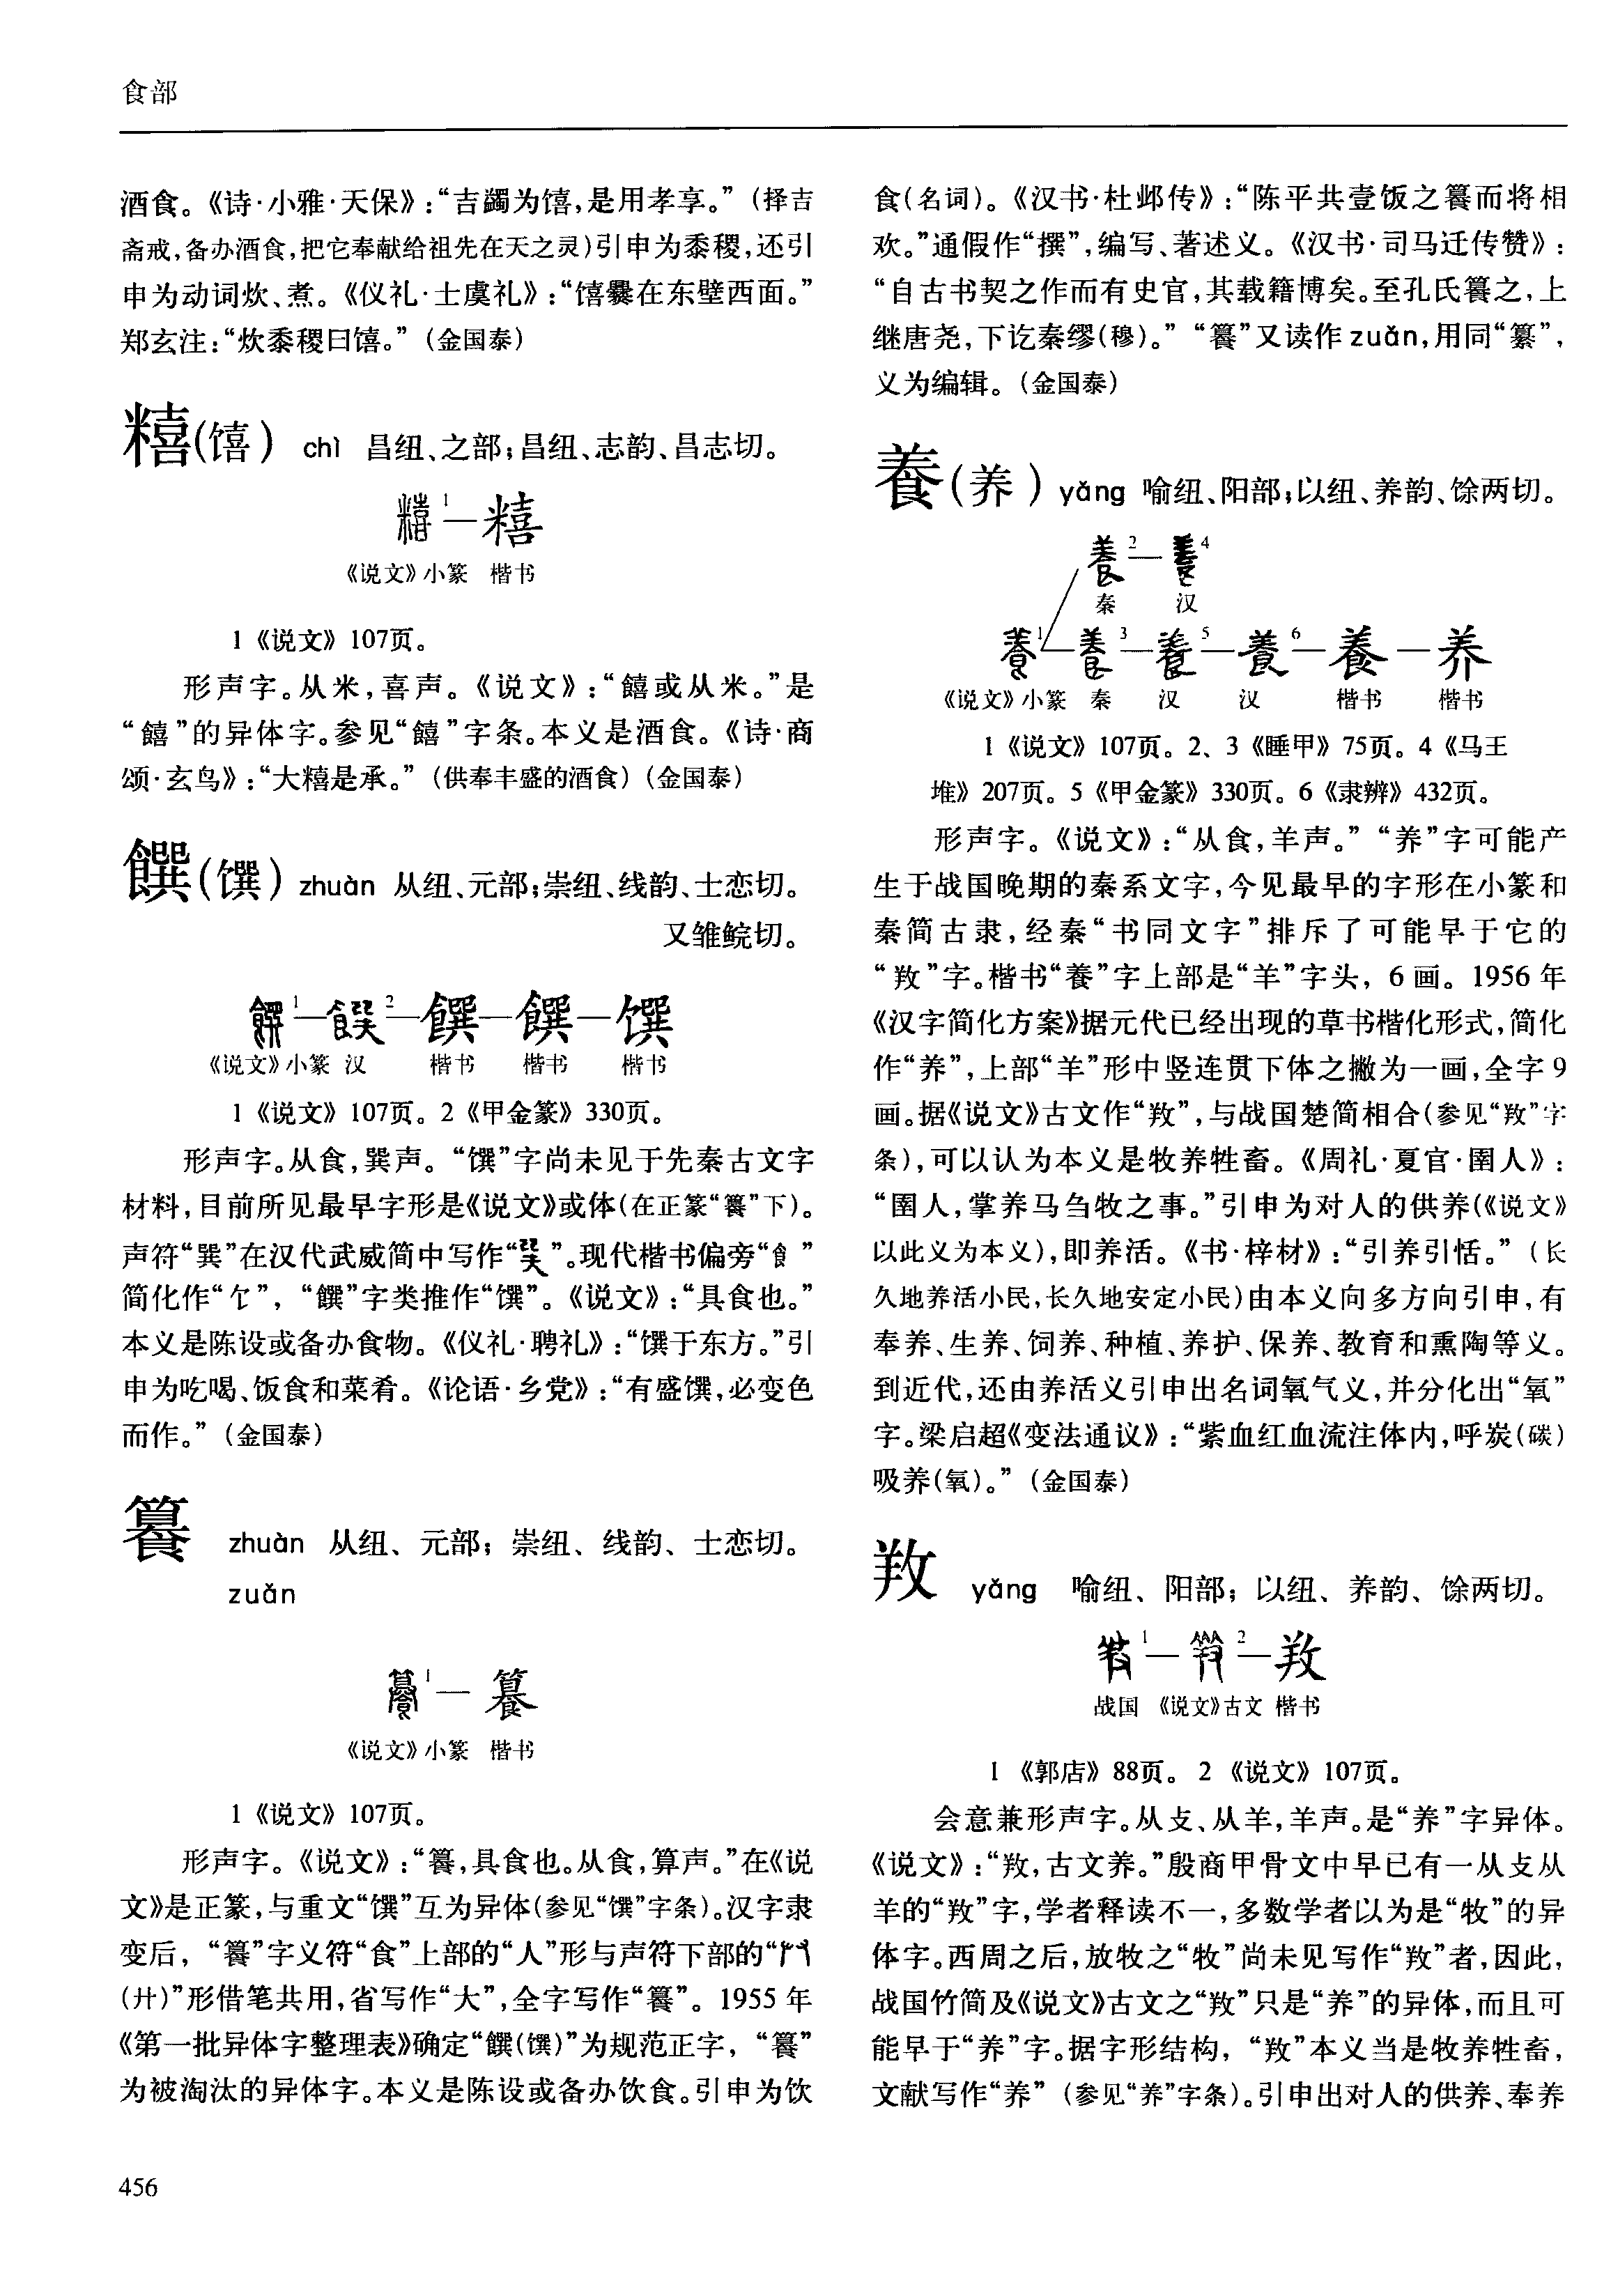 食部
酒食。《诗·小雅·天保》:“吉蠲为饎,是用孝享。”(择吉
斋戒,备办酒食,把它奉献给祖先在天之灵)引申为黍稷,还引
申为动词炊、煮。《仪礼·士虞礼》:“饎爨在东壁西面。”
郑玄注:“炊黍稷曰饎。”(金国泰)
糦(饎) chì 昌纽、之部;昌纽、志韵、昌志切。
糦1—糦
《说文》小篆 楷书
1《说文》107页。
形声字。从米,喜声。《说文》:“饎或从米。”是
“饎”的异体字。参见“饎”字条。本义是酒食。《诗·商
颂·玄鸟》:“大糦是承。”(供奉丰盛的酒食)(金国泰)
饌(馔) zhuàn 从纽、元部;崇纽、线韵、士恋切。
又雏鲩切。
饌1—2—饌—饌—馔
《说文》小篆 汉 楷书 楷书 楷书
1《说文》107页。2《甲金篆》330页。
形声字。从食,巽声。“馔”字尚未见于先秦古文字
材料,目前所见最早字形是《说文》或体(在正篆“籑”下)。
声符“巽”在汉代武威简中写作“ ”。现代楷书偏旁“飠”
简化作“饣”,“饌”字类推作“馔”。《说文》:“具食也。”
本义是陈设或备办食物。《仪礼·聘礼》:“馔于东方。”引
申为吃喝、饭食和菜肴。《论语·乡党》:“有盛馔,必变色
而作。”(金国泰)
籑 zhuàn 从纽、元部;崇纽、线韵、士恋切。
zuǎn
籑1—籑
《说文》小篆 楷书
1《说文》107页。
形声字。《说文》:“籑,具食也。从食,算声。”在《说
文》是正篆,与重文“馔”互为异体(参见“馔”字条)。汉字隶
变后,“籑”字义符“食”上部的“人”形与声符下部的“
(廾)”形借笔共用,省写作“大”,全字写作“籑”。1955年
《第一批异体字整理表》确定“饌(馔)”为规范正字,“籑”
为被淘汰的异体字。本义是陈设或备办饮食。引申为饮
食(名词)。《汉书·杜邺传》:“陈平共壹饭之籑而将相
欢。”通假作“撰”,编写、著述义。《汉书·司马迁传赞》:
“自古书契之作而有史官,其载籍博矣。至孔氏籑之,上
继唐尧,下讫秦缪(穆)。”“籑”又读作zuǎn,用同“纂”,
义为编辑。(金国泰)
養(养) yǎng 喻纽、阳部;以纽、养韵、馀两切。
養2—養4
秦 汉
養1—養3—養5—養6—養—养
《说文》小篆 秦 汉 汉 楷书 楷书
1《说文》107页。2、3《睡甲》75页。4《马王
堆》207页。5《甲金篆》330页。6《隶辨》432页。
形声字。《说文》:“从食,羊声。”“养”字可能产
生于战国晚期的秦系文字,今见最早的字形在小篆和
秦简古隶,经秦“书同文字”排斥了可能早于它的
“羖”字。楷书“養”字上部是“羊”字头,6画。1956年
《汉字简化方案》据元代已经出现的草书楷化形式,简化
作“养”,上部“羊”形中竖连贯下体之撇为一画,全字9
画。据《说文》古文作“𢼝”,与战国楚简相合(参见“𢼝”字
条),可以认为本义是牧养牲畜。《周礼·夏官·圉人》:
“圉人,掌养马刍牧之事。”引申为对人的供养(《说文》
以此义为本义),即养活。《书·梓材》:“引养引恬。”(长
久地养活小民,长久地安定小民)由本义向多方向引申,有
奉养、生养、饲养、种植、养护、保养、教育和熏陶等义。
到近代,还由养活义引申出名词氧气义,并分化出“氧”
字。梁启超《变法通议》:“紫血红血流注体内,呼炭(碳)
吸养(氧)。”(金国泰)
𢼝 yǎng 喻纽、阳部;以纽、养韵、馀两切。
𢼝1—𢼝2—𢼝
战国 《说文》古文 楷书
1《郭店》88页。2《说文》107页。
会意兼形声字。从攴、从羊,羊声。是“养”字异体。
《说文》:“𢼝,古文养。”殷商甲骨文中早已有一从攴从
羊的“𢼝”字,学者释读不一,多数学者以为是“牧”的异
体字。西周之后,放牧之“牧”尚未见写作“𢼝”者,因此,
战国竹简及《说文》古文之“𢼝”只是“养”的异体,而且可
能早于“养”字。据字形结构,“𢼝”本义当是牧养牲畜,
文献写作“养”(参见“养”字条)。引申出对人的供养、奉养
456